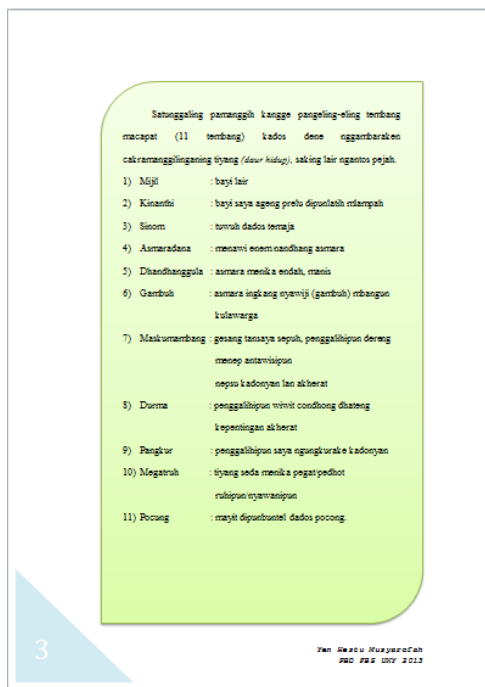 Satunggaling pamanggih kangge pangeling-eling tembang
macapat (11 tembang) kados dene nggambaraken
cakramanggilinganing tiyang (daur hidup), saking lair ngantos pejah.
1) Mijil : bayi lair
2) Kinanthi : bayi saya ageng prelu dipunlatih mlampah
3) Sinom : tuwuh dados remaja
4) Asmaradana : menawi enem nandhang asmara
5) Dhandhanggula : asmara menika endah, manis
6) Gambuh : asmara ingkang nyawiji (gambuh) mbangun
kulawarga
7) Maskumambang : gesang tansaya sepuh, penggalihipun dereng
menep antawisipun
nepsu kadonyan lan akherat
8) Durma : penggalihipun wiwit condhong dhateng
kepentingan akherat
9) Pangkur : penggalihipun saya ngungkurake kadonyan
10) Megatruh : tiyang seda menika pegat/pedhot
ruhipun/nyawanipun
11) Pocung : mayit dipunbuntel dados pocong.
3
Yen Hestu Muzyarofah
PBD FBS UNY 2013